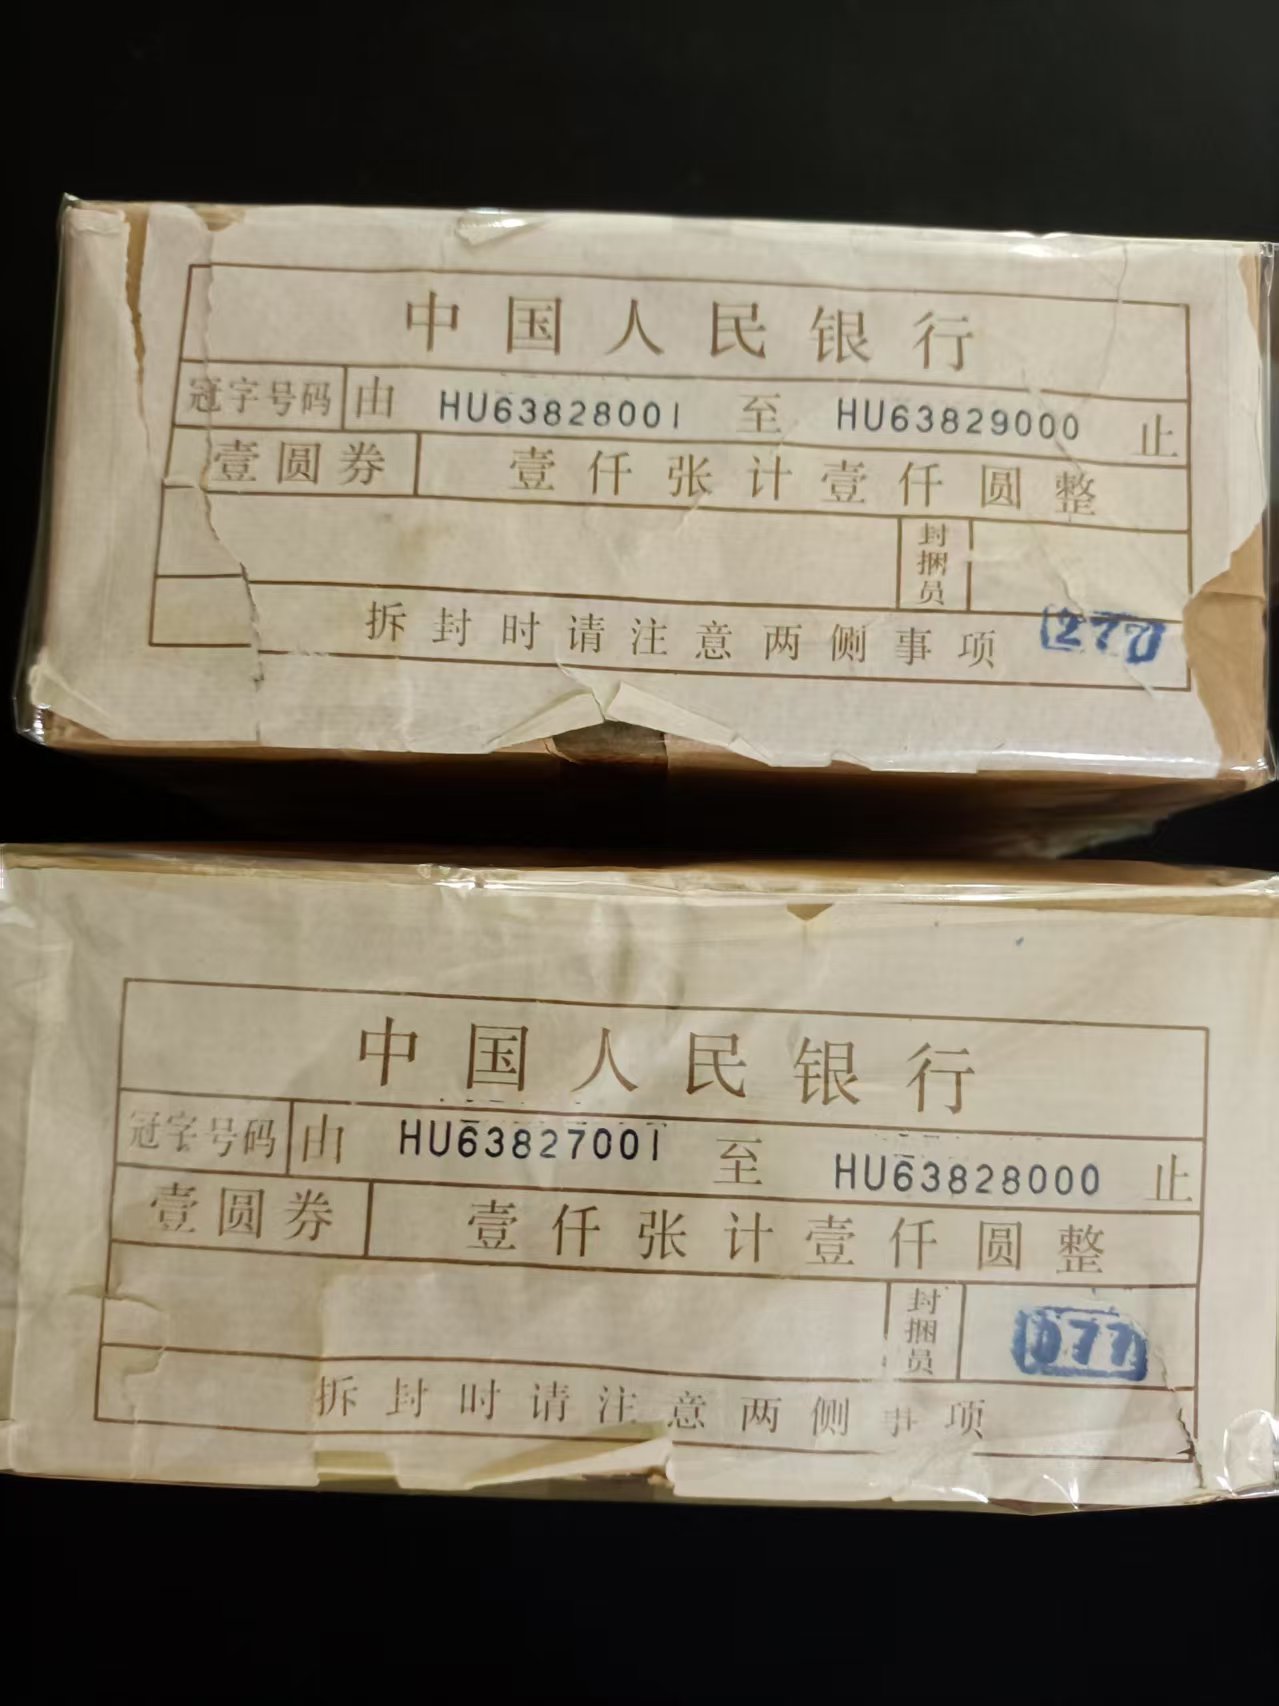 中国人民银行
冠字号码 由 HU63828001 至 HU63829000 止
壹圆券 壹仟张计壹仟圆整
封捆员
拆封时请注意两侧事项 277
中国人民银行
冠字号码 由 HU63827001 至 HU63828000 止
壹圆券 壹仟张计壹仟圆整
封捆员 077
拆封时请注意两侧事项